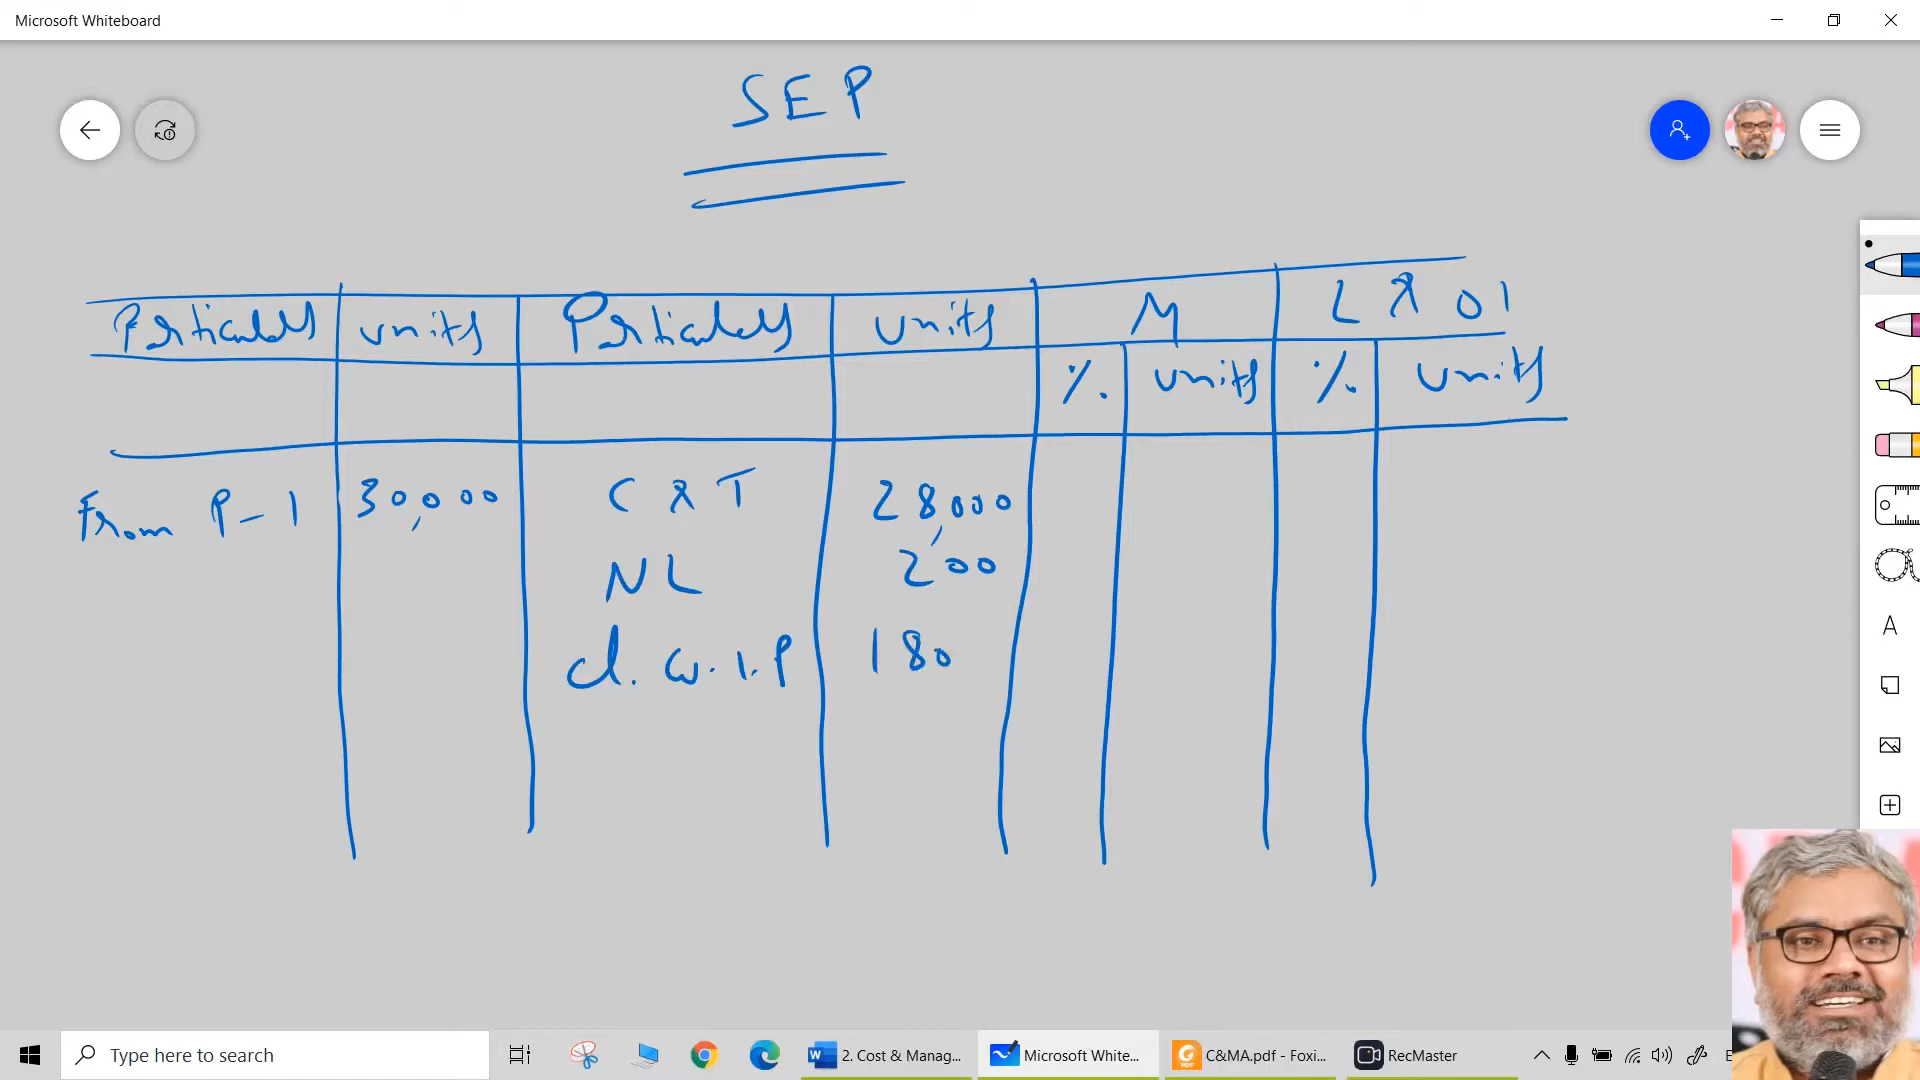 Microsoft Whiteboard
SEP
Particulars units Particulars units M L & OH
% units % units
From P-1 30,000 C & T 28,000
NL 200
Cl. W.I.P 180
A
Type here to search
2. Cost & Manag...
Microsoft White...
C&MA.pdf - Foxi...
RecMaster